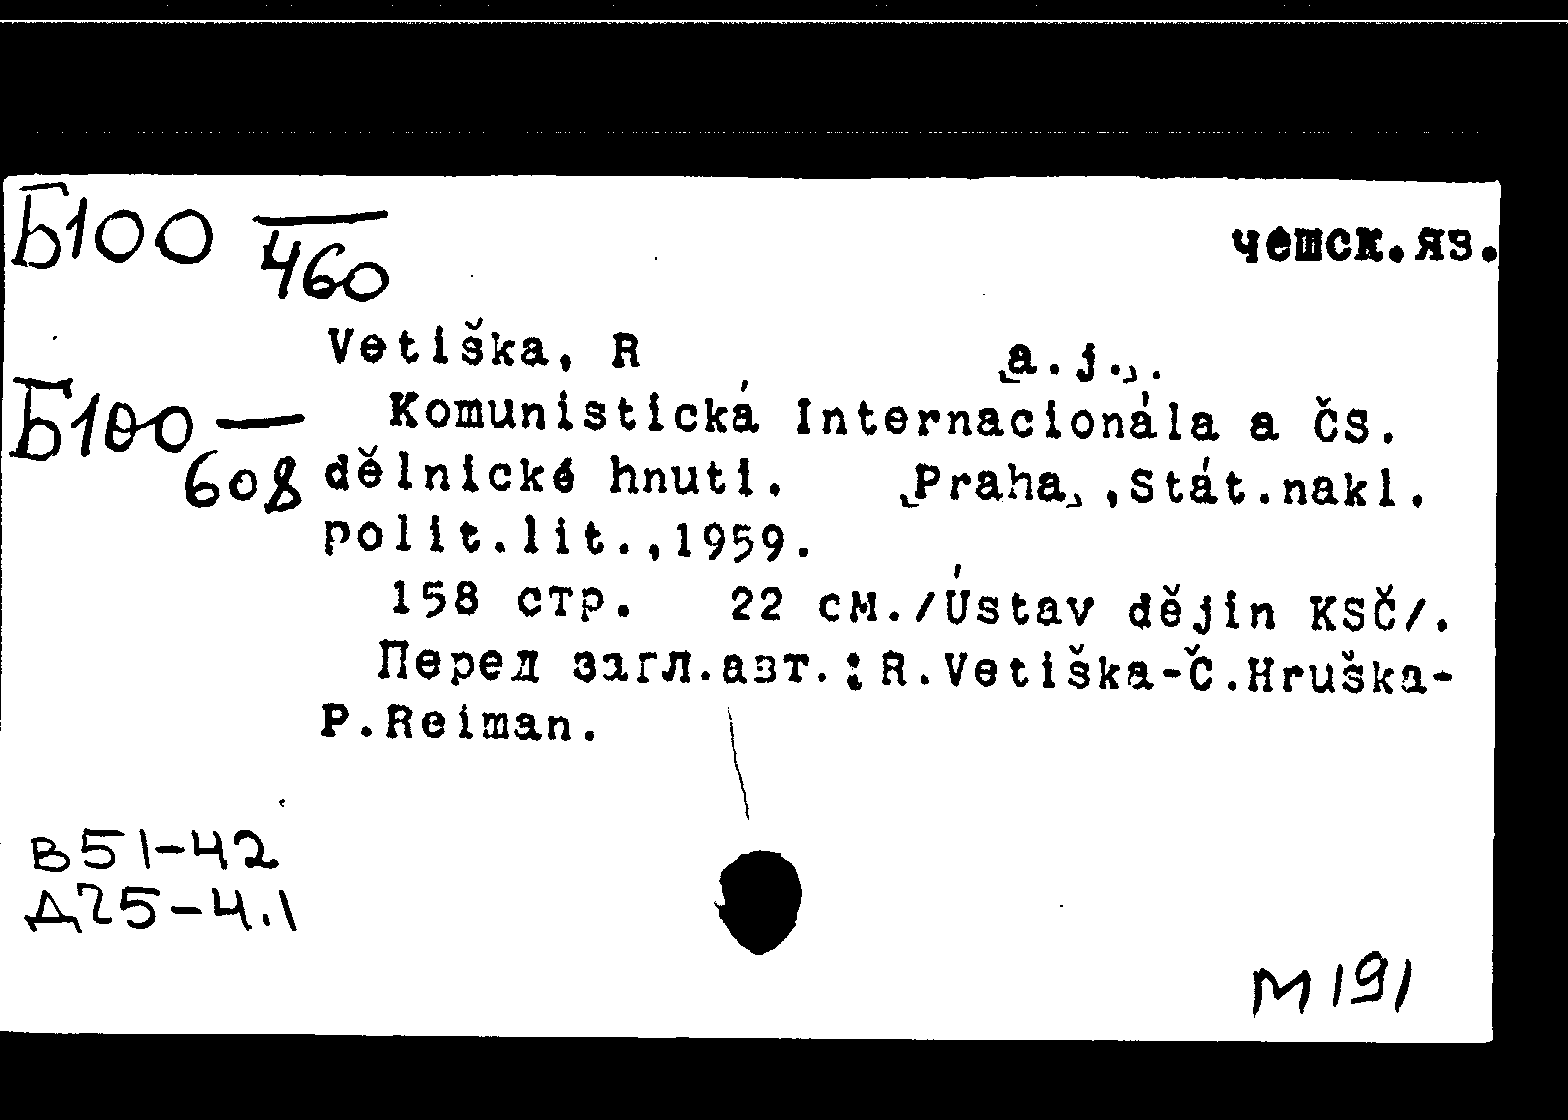 Б100 460
чешск.яз.
Vetiška, R a.j.
Komunistická Internacionála a čs.
dělnické hnuti. Praha, Stát.nakl.
Б100—608
polit.lit.,1959.
158 стр. 22 см./Ústav dějin KSČ/.
Перед загл.авт.: R.Vetiška-Č.Hruška-
P.Reiman.
В51-42
Д25-4.1
М191